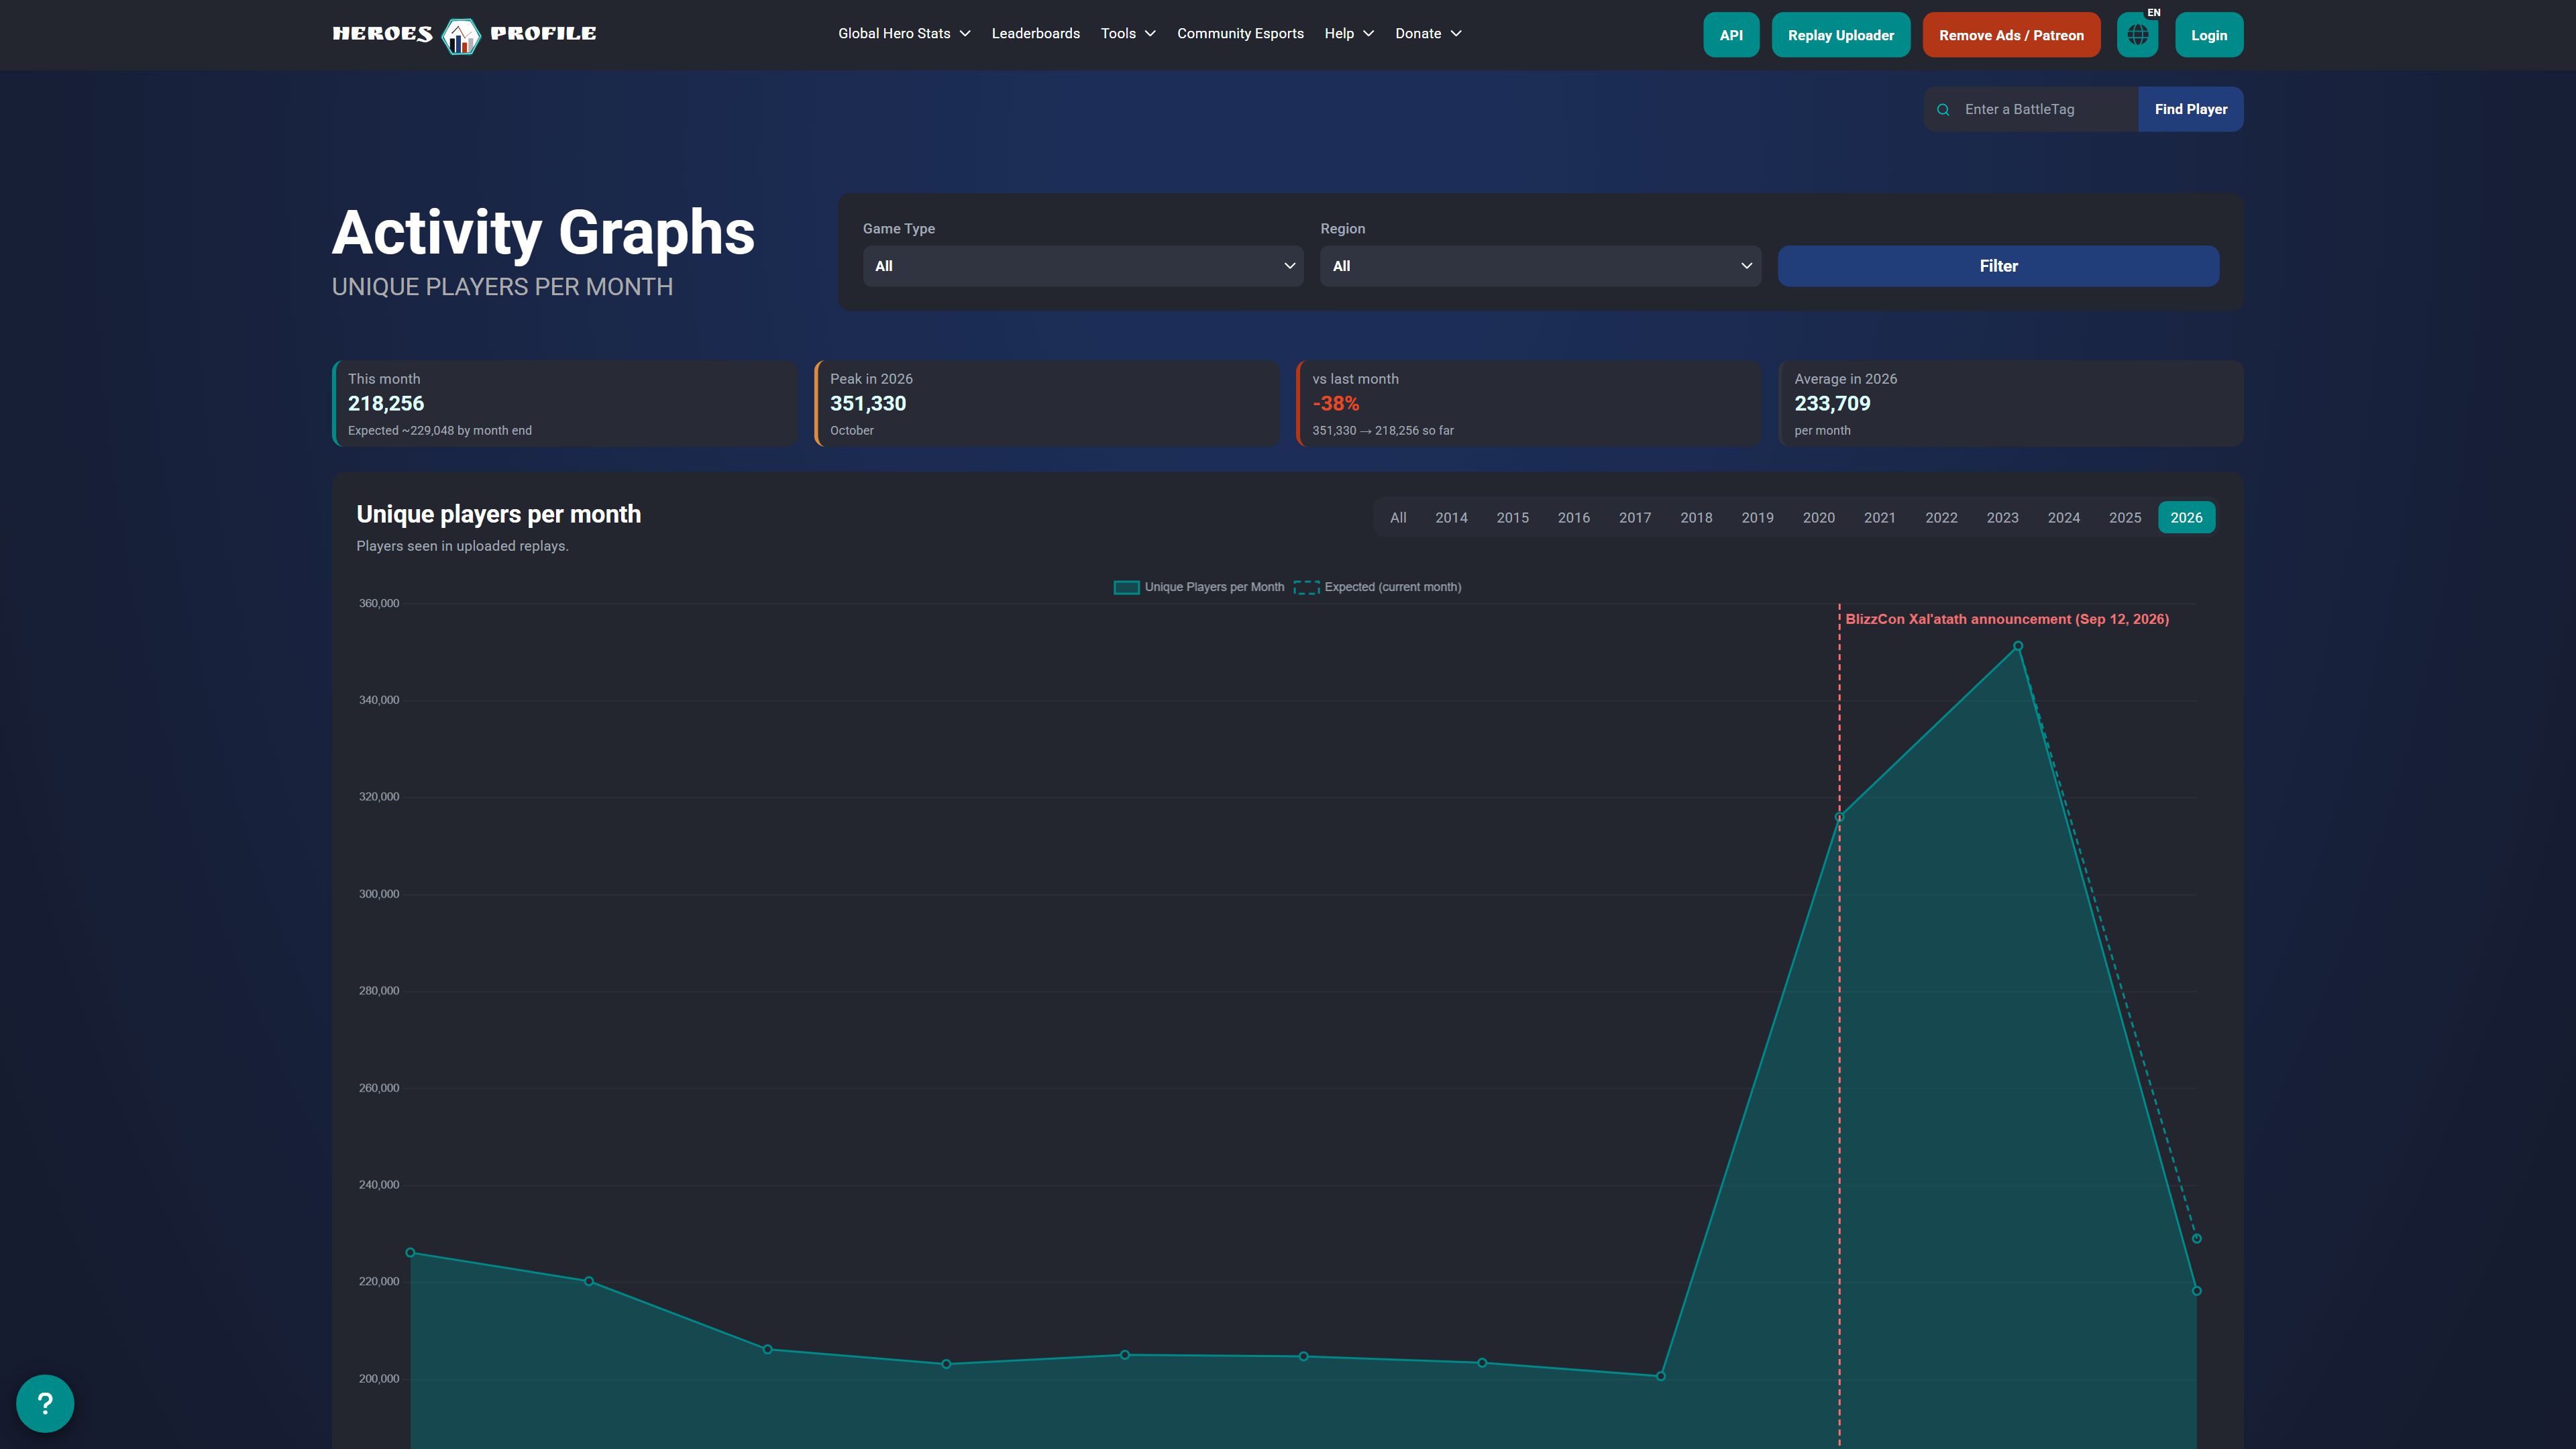 HEROES PROFILE
Global Hero Stats
Leaderboards
Tools
Community Esports
Help
Donate
API
Replay Uploader
Remove Ads / Patreon
EN
Login
Enter a BattleTag
Find Player
Activity Graphs
UNIQUE PLAYERS PER MONTH
Game Type
All
Region
All
Filter
This month
218,256
Expected ~229,048 by month end
Peak in 2026
351,330
October
vs last month
-38%
351,330 → 218,256 so far
Average in 2026
233,709
per month
Unique players per month
Players seen in uploaded replays.
All 2014 2015 2016 2017 2018 2019 2020 2021 2022 2023 2024 2025 2026
Unique Players per Month
Expected (current month)
BlizzCon Xal'atath announcement (Sep 12, 2026)
360,000
340,000
320,000
300,000
280,000
260,000
240,000
220,000
200,000
?